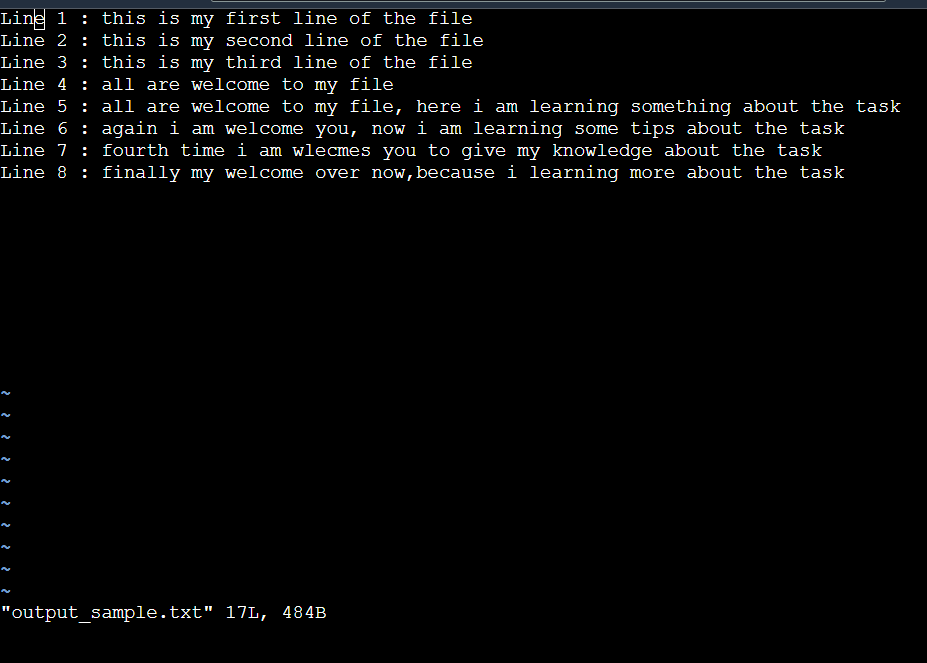 Line 1 : this is my first line of the file
Line 2 : this is my second line of the file
Line 3 : this is my third line of the file
Line 4 : all are welcome to my file
Line 5 : all are welcome to my file, here i am learning something about the task
Line 6 : again i am welcome you, now i am learning some tips about the task
Line 7 : fourth time i am wlecmes you to give my knowledge about the task
Line 8 : finally my welcome over now,because i learning more about the task
~
~
~
~
~
~
~
~
~
~
"output_sample.txt" 17L, 484B